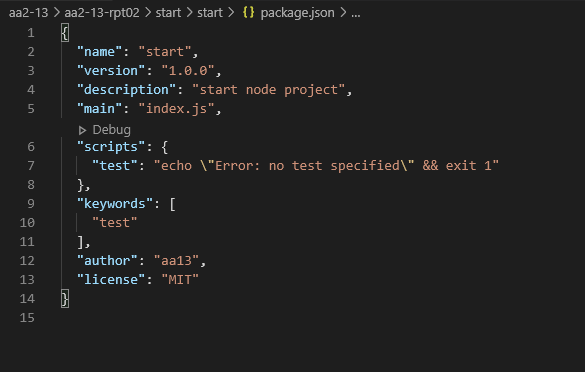 aa2-13 > aa2-13-rpt02 > start > start > {} package.json > ...
1 {
2 "name": "start",
3 "version": "1.0.0",
4 "description": "start node project",
5 "main": "index.js",
Debug
6 "scripts": {
7 "test": "echo \"Error: no test specified\" && exit 1"
8 },
9 "keywords": [
10 "test"
11 ],
12 "author": "aa13",
13 "license": "MIT"
14 }
15